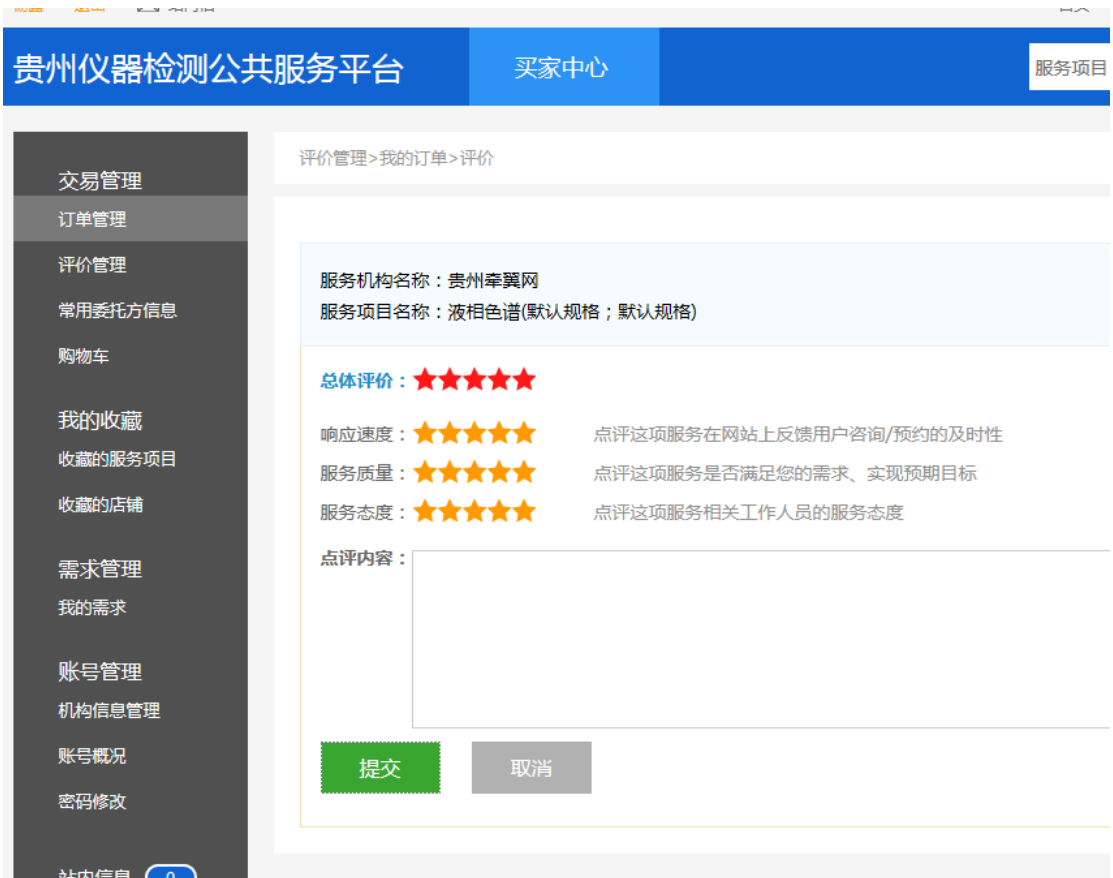 贵州仪器检测公共服务平台
买家中心
服务项目
交易管理
订单管理
评价管理
常用委托方信息
购物车
我的收藏
收藏的服务项目
收藏的店铺
需求管理
我的需求
账号管理
机构信息管理
账号概况
密码修改
站内信息 0
评价管理>我的订单>评价
服务机构名称：贵州牵翼网
服务项目名称：液相色谱(默认规格；默认规格)
总体评价：
响应速度： 点评这项服务在网站上反馈用户咨询/预约的及时性
服务质量： 点评这项服务是否满足您的需求、实现预期目标
服务态度： 点评这项服务相关工作人员的服务态度
点评内容：
提交
取消